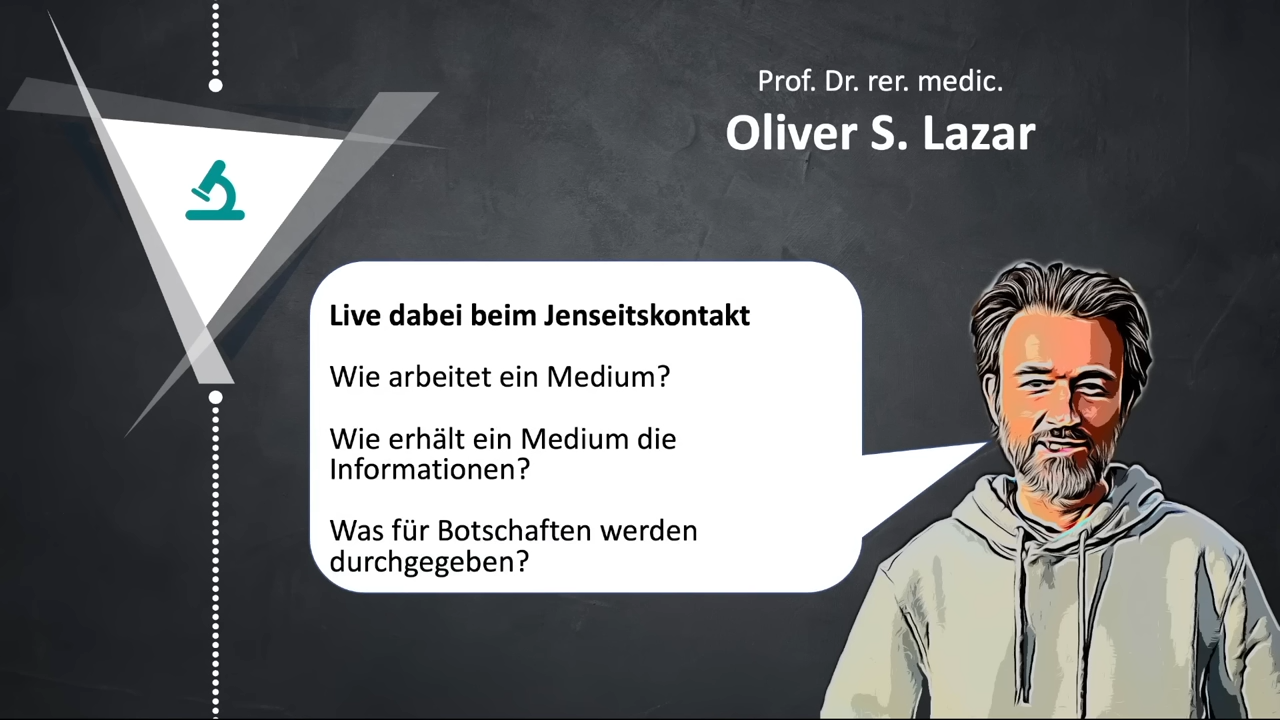 Prof. Dr. rer. medic.
Oliver S. Lazar
Live dabei beim Jenseitskontakt
Wie arbeitet ein Medium?
Wie erhält ein Medium die
Informationen?
Was für Botschaften werden
durchgegeben?